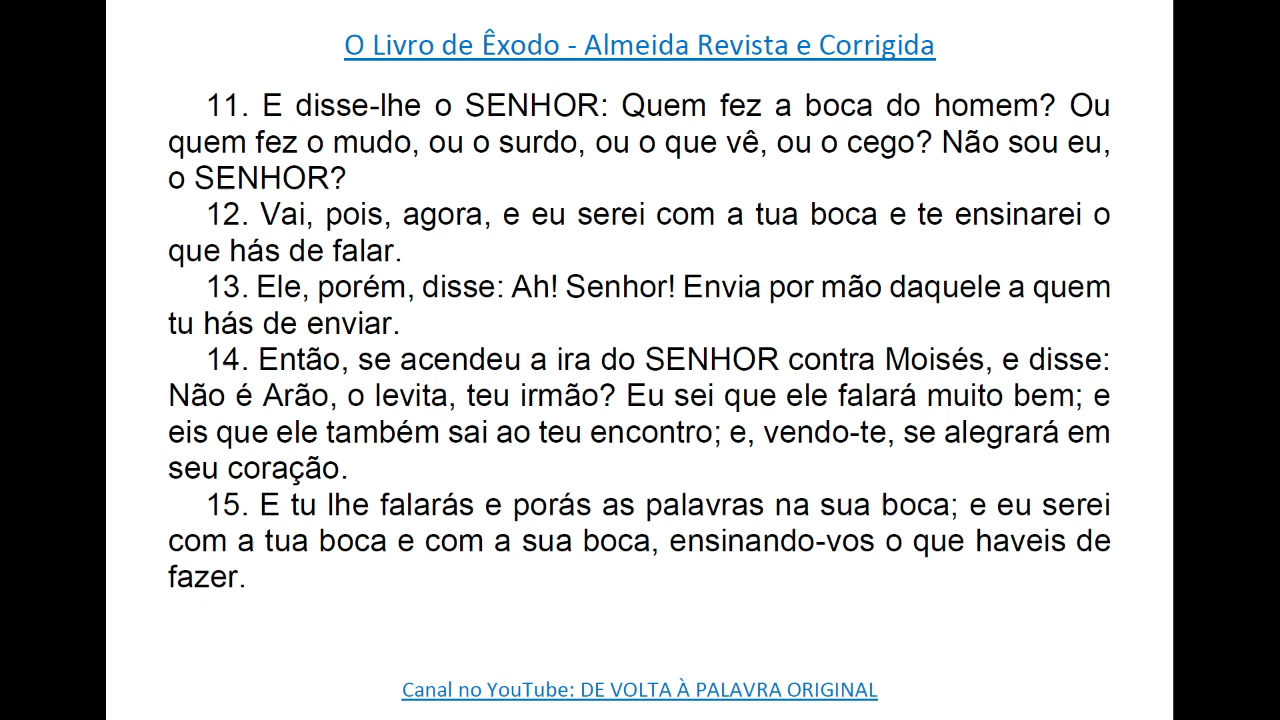 O Livro de Êxodo - Almeida Revista e Corrigida
11. E disse-lhe o SENHOR: Quem fez a boca do homem? Ou
quem fez o mudo, ou o surdo, ou o que vê, ou o cego? Não sou eu,
o SENHOR?
12. Vai, pois, agora, e eu serei com a tua boca e te ensinarei o
que hás de falar.
13. Ele, porém, disse: Ah! Senhor! Envia por mão daquele a quem
tu hás de enviar.
14. Então, se acendeu a ira do SENHOR contra Moisés, e disse:
Não é Arão, o levita, teu irmão? Eu sei que ele falará muito bem; e
eis que ele também sai ao teu encontro; e, vendo-te, se alegrará em
seu coração.
15. E tu lhe falarás e porás as palavras na sua boca; e eu serei
com a tua boca e com a sua boca, ensinando-vos o que haveis de
fazer.
Canal no YouTube: DE VOLTA À PALAVRA ORIGINAL